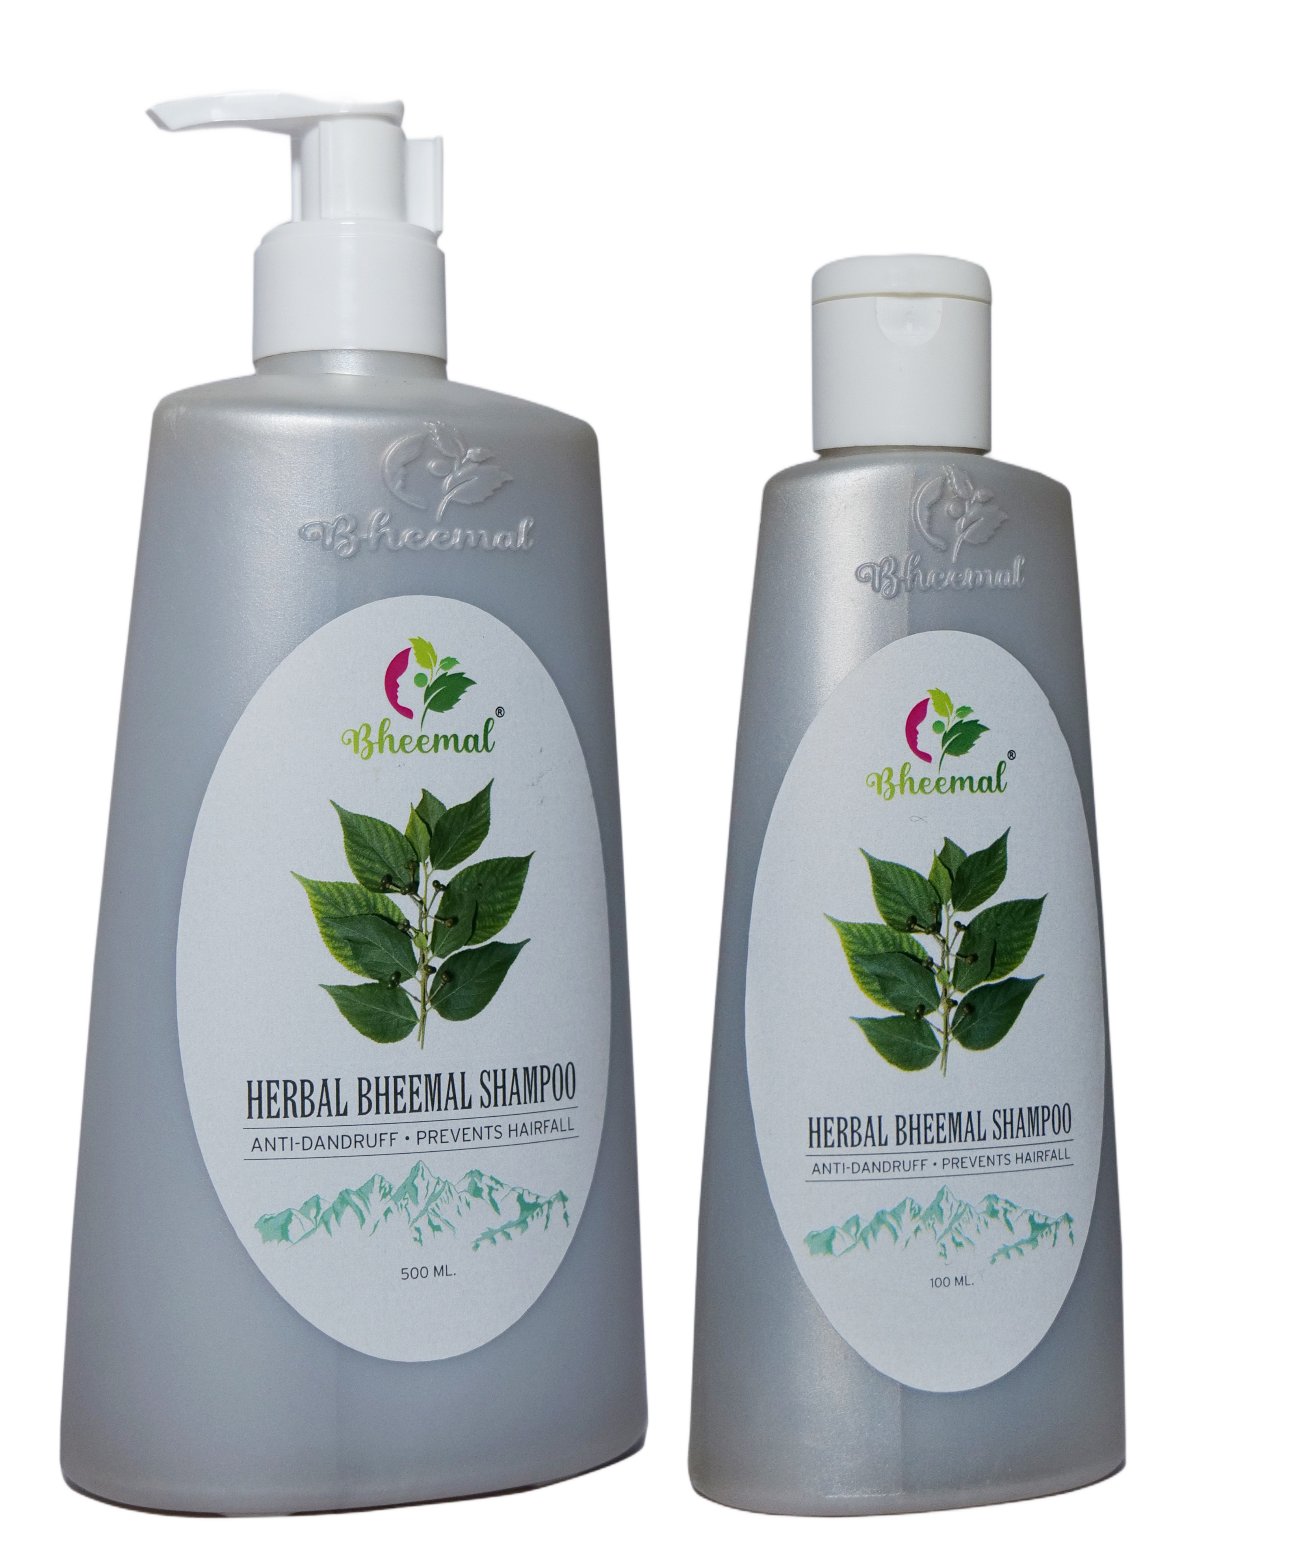 Bheemal
Bheemal®
HERBAL BHEEMAL SHAMPOO
ANTI-DANDRUFF • PREVENTS HAIRFALL
500 ML.
Bheemal
Bheemal®
HERBAL BHEEMAL SHAMPOO
ANTI-DANDRUFF • PREVENTS HAIRFALL
100 ML.